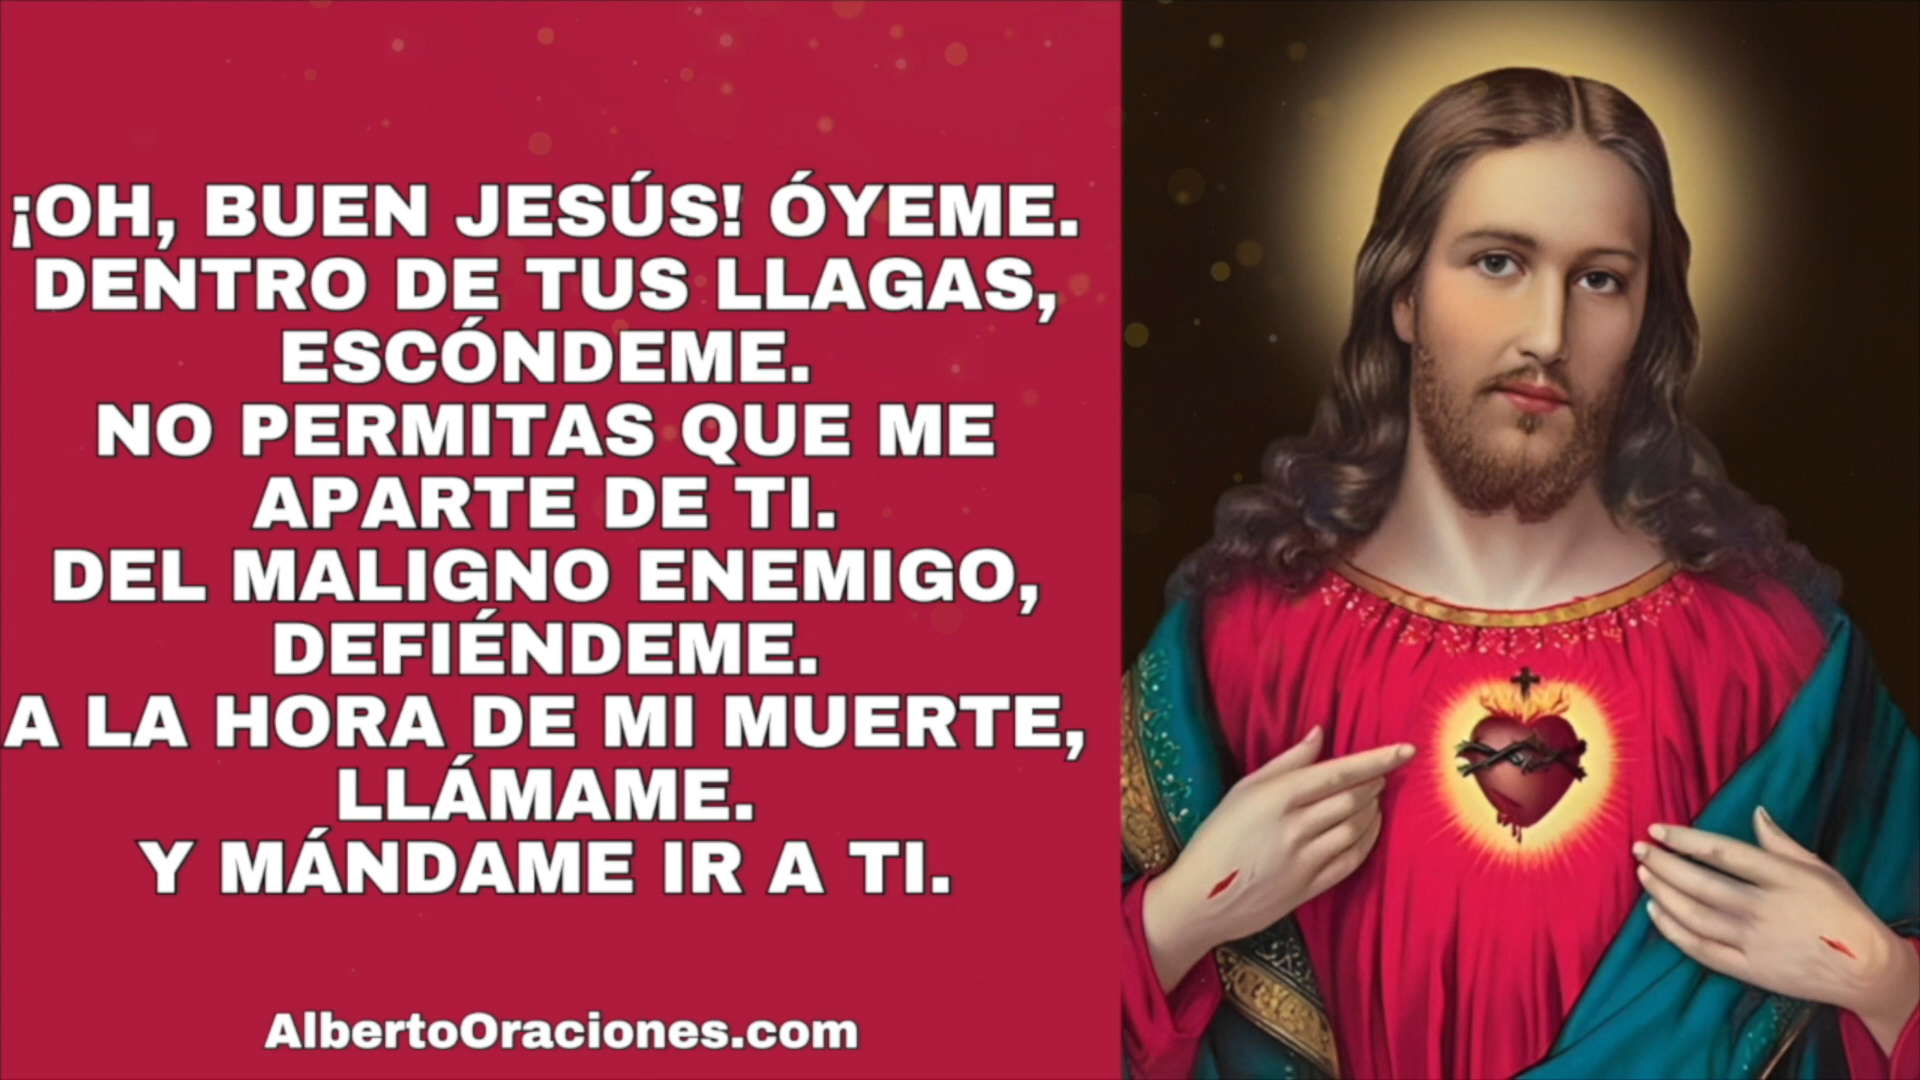 ¡OH, BUEN JESÚS! ÓYEME.
DENTRO DE TUS LLAGAS,
ESCÓNDEME.
NO PERMITAS QUE ME
APARTE DE TI.
DEL MALIGNO ENEMIGO,
DEFIÉNDEME.
A LA HORA DE MI MUERTE,
LLÁMAME.
Y MÁNDAME IR A TI.
AlbertoOraciones.com